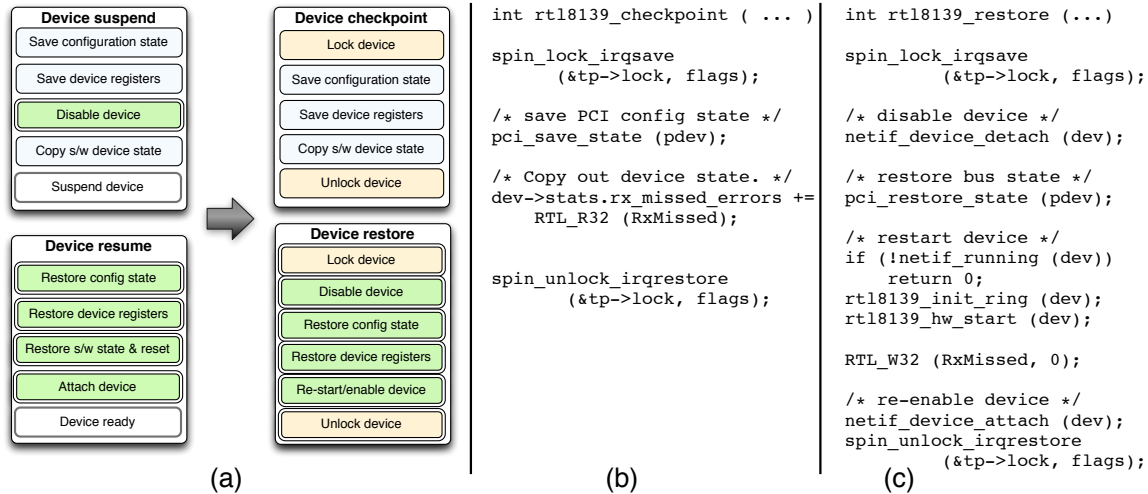 Device suspend
Save configuration state
Save device registers
Disable device
Copy s/w device state
Suspend device
Device resume
Restore config state
Restore device registers
Restore s/w state & reset
Attach device
Device ready
Device checkpoint
Lock device
Save configuration state
Save device registers
Copy s/w device state
Unlock device
Device restore
Lock device
Disable device
Restore config state
Restore device registers
Re-start/enable device
Unlock device
(a)
int rtl8139_checkpoint ( ... )
spin_lock_irqsave
(&tp->lock, flags);
/* save PCI config state */
pci_save_state (pdev);
/* Copy out device state. */
dev->stats.rx_missed_errors +=
RTL_R32 (RxMissed);
spin_unlock_irqrestore
(&tp->lock, flags);
(b)
int rtl8139_restore (...)
spin_lock_irqsave
(&tp->lock, flags);
/* disable device */
netif_device_detach (dev);
/* restore bus state */
pci_restore_state (pdev);
/* restart device */
if (!netif_running (dev))
return 0;
rtl8139_init_ring (dev);
rtl8139_hw_start (dev);
RTL_W32 (RxMissed, 0);
/* re-enable device */
netif_device_attach (dev);
spin_unlock_irqrestore
(&tp->lock, flags);
(c)